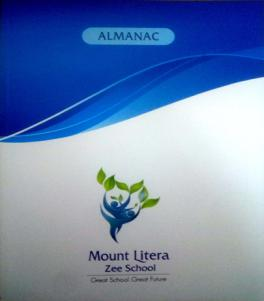 ALMANAC
Mount Litera
Zee School
Great School. Great Future